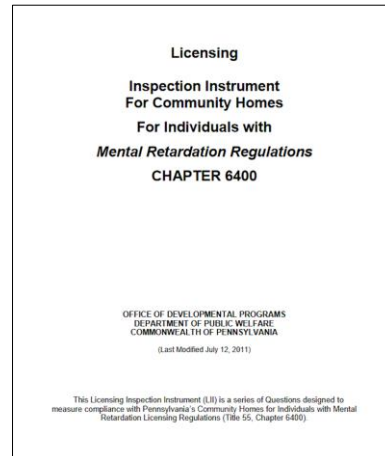 Licensing
Inspection Instrument
For Community Homes
For Individuals with
Mental Retardation Regulations
CHAPTER 6400
OFFICE OF DEVELOPMENTAL PROGRAMS
DEPARTMENT OF PUBLIC WELFARE
COMMONWEALTH OF PENNSYLVANIA
(Last Modified July 12, 2011)
This Licensing Inspection Instrument (LII) is a series of Questions designed to
measure compliance with Pennsylvania's Community Homes for Individuals with Mental
Retardation Licensing Regulations (Title 55, Chapter 6400).